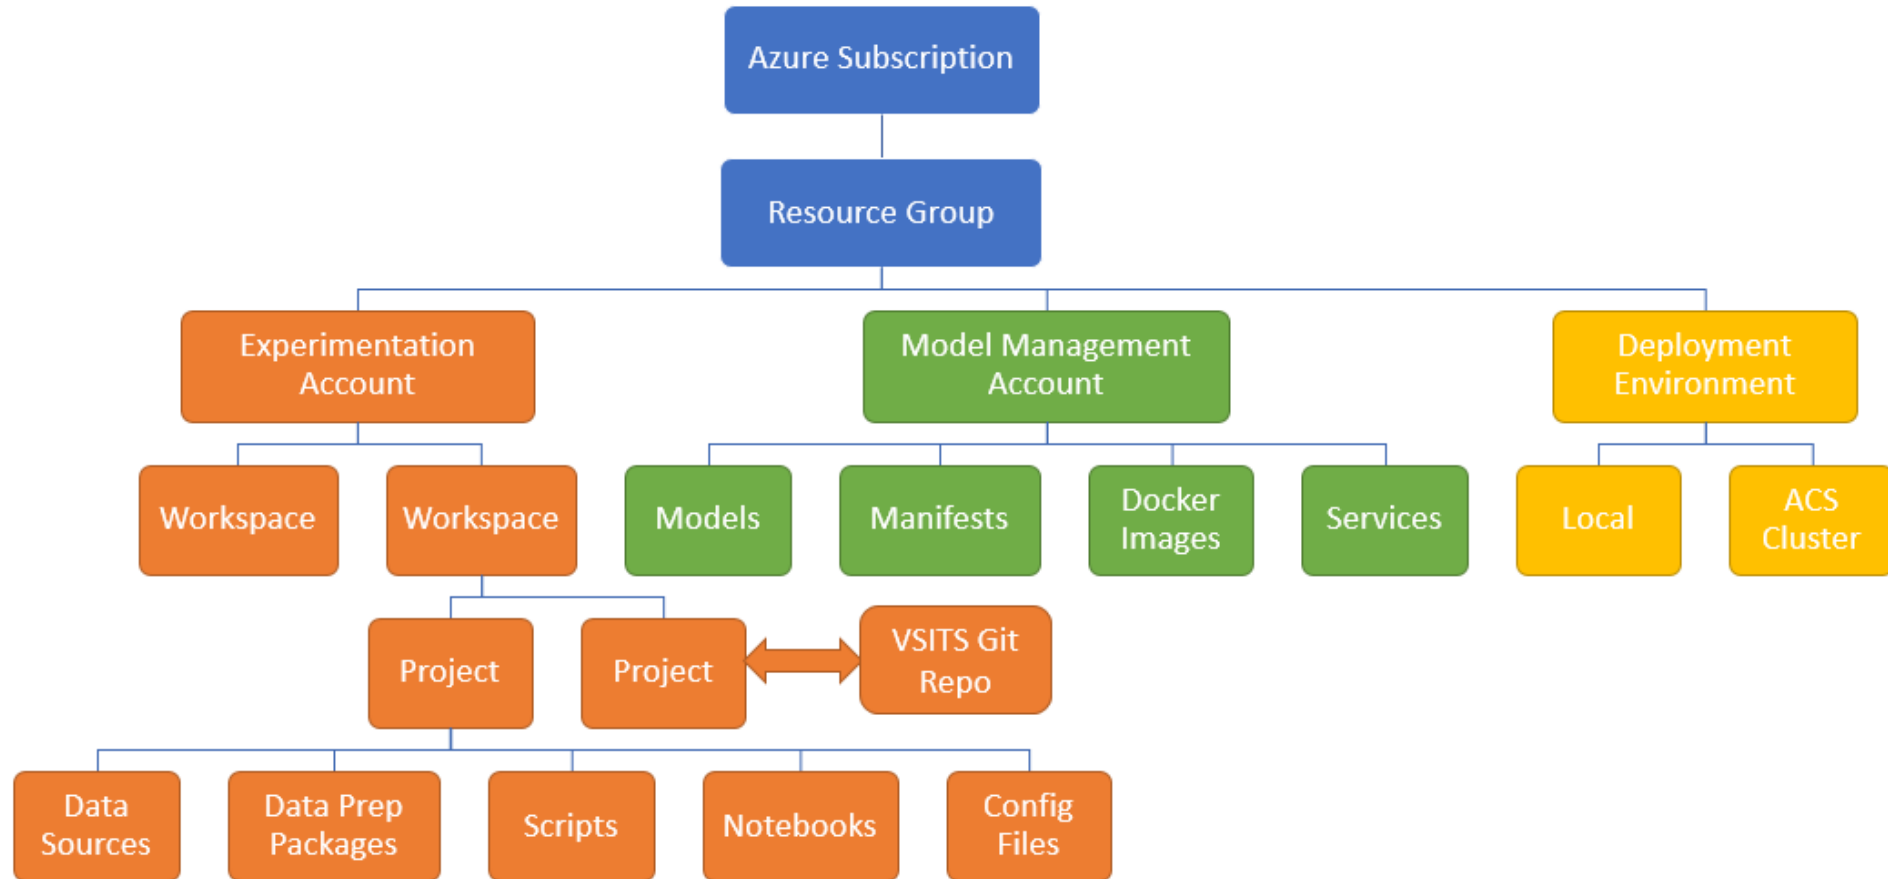 Azure Subscription
Resource Group
Experimentation
Account
Model Management
Account
Deployment
Environment
Workspace
Workspace
Models
Manifests
Docker
Images
Services
Local
ACS
Cluster
Project
Project
VSITS Git
Repo
Data
Sources
Data Prep
Packages
Scripts
Notebooks
Config
Files